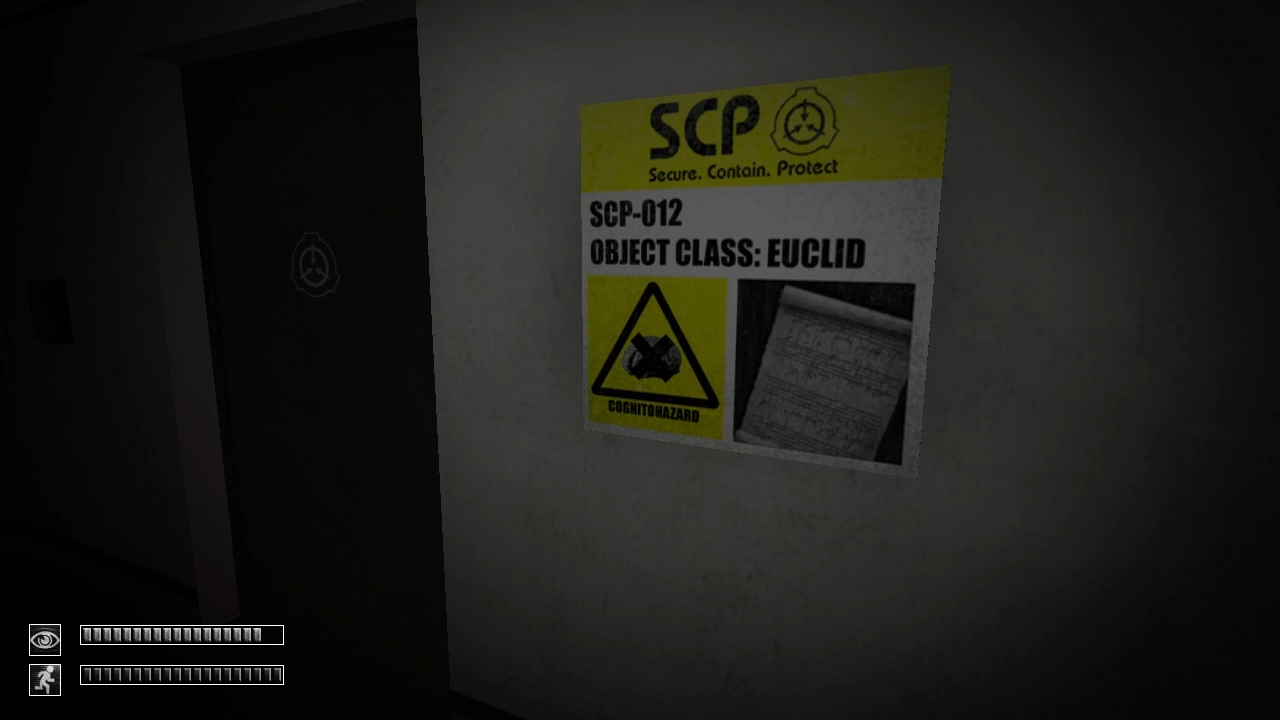 SCP
Secure. Contain. Protect
SCP-012
OBJECT CLASS: EUCLID
COGNITOHAZARD